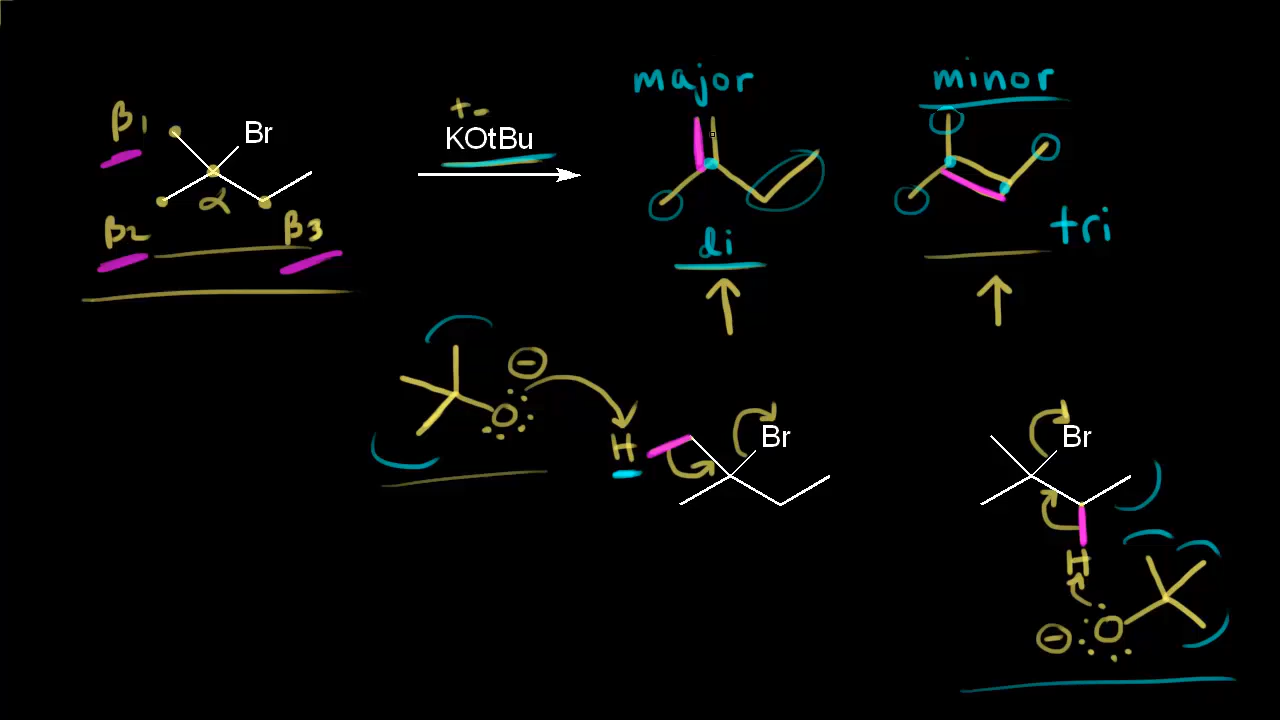 major
minor
β1
Br
t-
KOtBu
α
β2
β3
di
tri
⊖
O
H
Br
Br
H
⊖
O